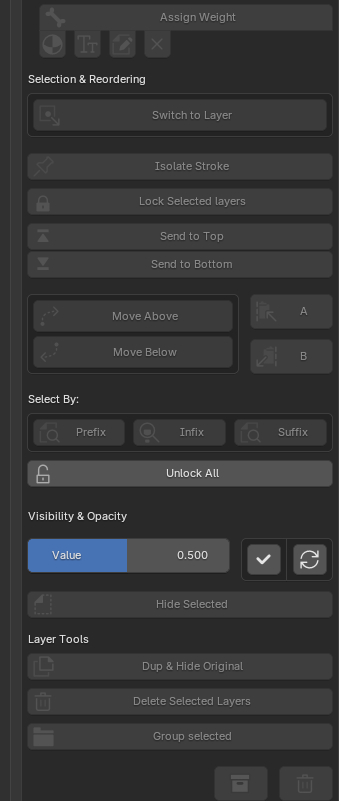 Assign Weight
Selection & Reordering
Switch to Layer
Isolate Stroke
Lock Selected layers
Send to Top
Send to Bottom
Move Above
A
Move Below
B
Select By:
Prefix Infix Suffix
Unlock All
Visibility & Opacity
Value 0.500
Hide Selected
Layer Tools
Dup & Hide Original
Delete Selected Layers
Group selected